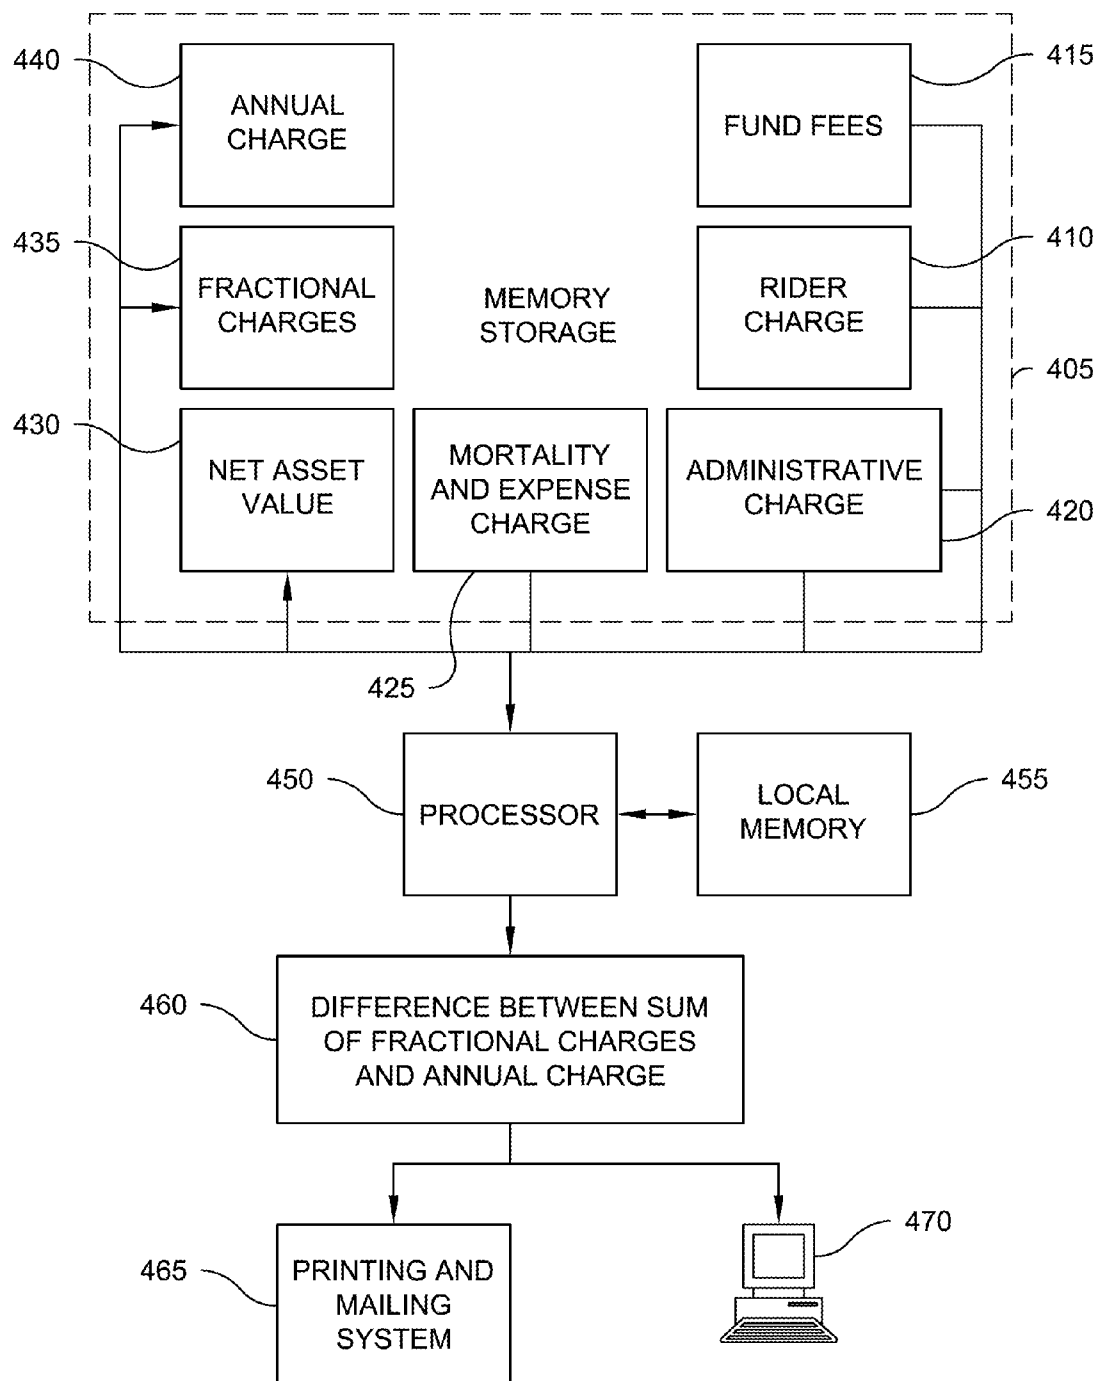 440
ANNUAL
CHARGE
FUND FEES
415
435
FRACTIONAL
CHARGES
MEMORY
STORAGE
RIDER
CHARGE
410
405
430
NET ASSET
VALUE
MORTALITY
AND EXPENSE
CHARGE
ADMINISTRATIVE
CHARGE
420
425
450
PROCESSOR
LOCAL
MEMORY
455
460
DIFFERENCE BETWEEN SUM
OF FRACTIONAL CHARGES
AND ANNUAL CHARGE
465
PRINTING AND
MAILING
SYSTEM
470